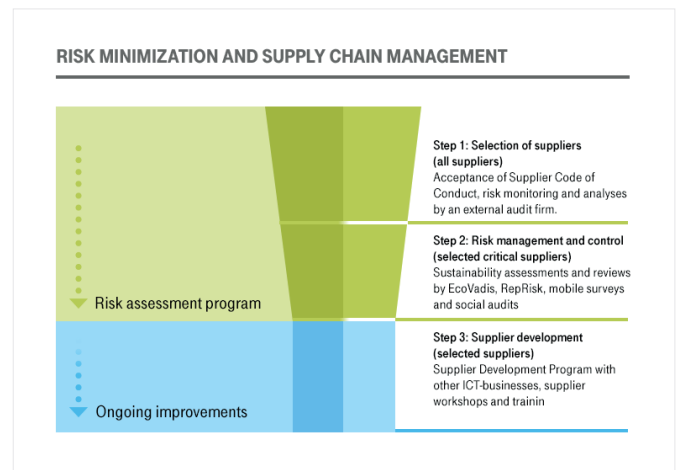 RISK MINIMIZATION AND SUPPLY CHAIN MANAGEMENT
Step 1: Selection of suppliers
(all suppliers)
Acceptance of Supplier Code of
Conduct, risk monitoring and analyses
by an external audit firm.
Step 2: Risk management and control
(selected critical suppliers)
Sustainability assessments and reviews
by EcoVadis, RepRisk, mobile surveys
and social audits
Risk assessment program
Step 3: Supplier development
(selected suppliers)
Supplier Development Program with
other ICT-businesses, supplier
workshops and trainin
Ongoing improvements